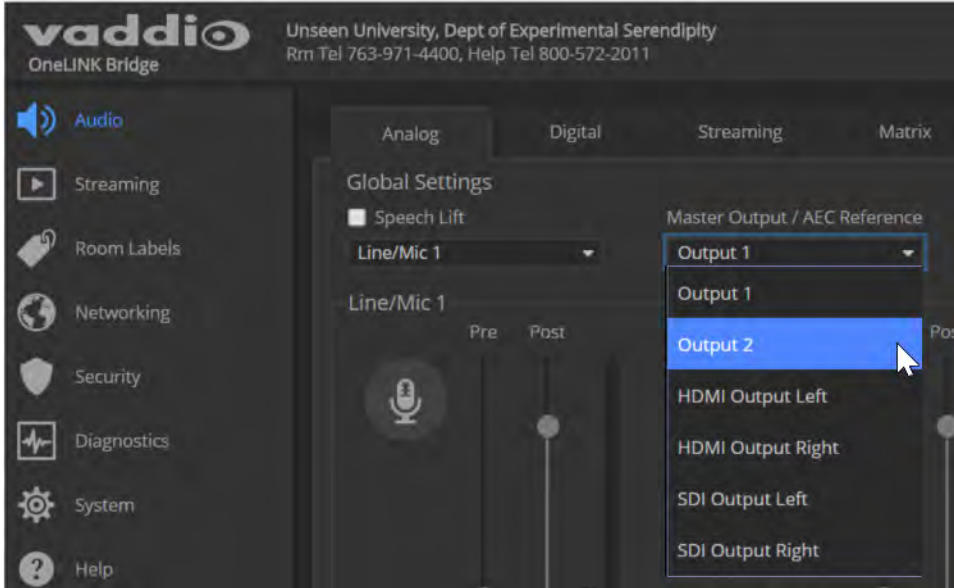 vaddio
OneLINK Bridge
Unseen University, Dept of Experimental Serendipity
Rm Tel 763-971-4400, Help Tel 800-572-2011
Audio
Streaming
Room Labels
Networking
Security
Diagnostics
System
Help
Analog Digital Streaming Matrix
Global Settings
Speech Lift Master Output / AEC Reference
Line/Mic 1 Output 1
Line/Mic 1
Pre Post
Output 1
Output 2
HDMI Output Left
HDMI Output Right
SDI Output Left
SDI Output Right